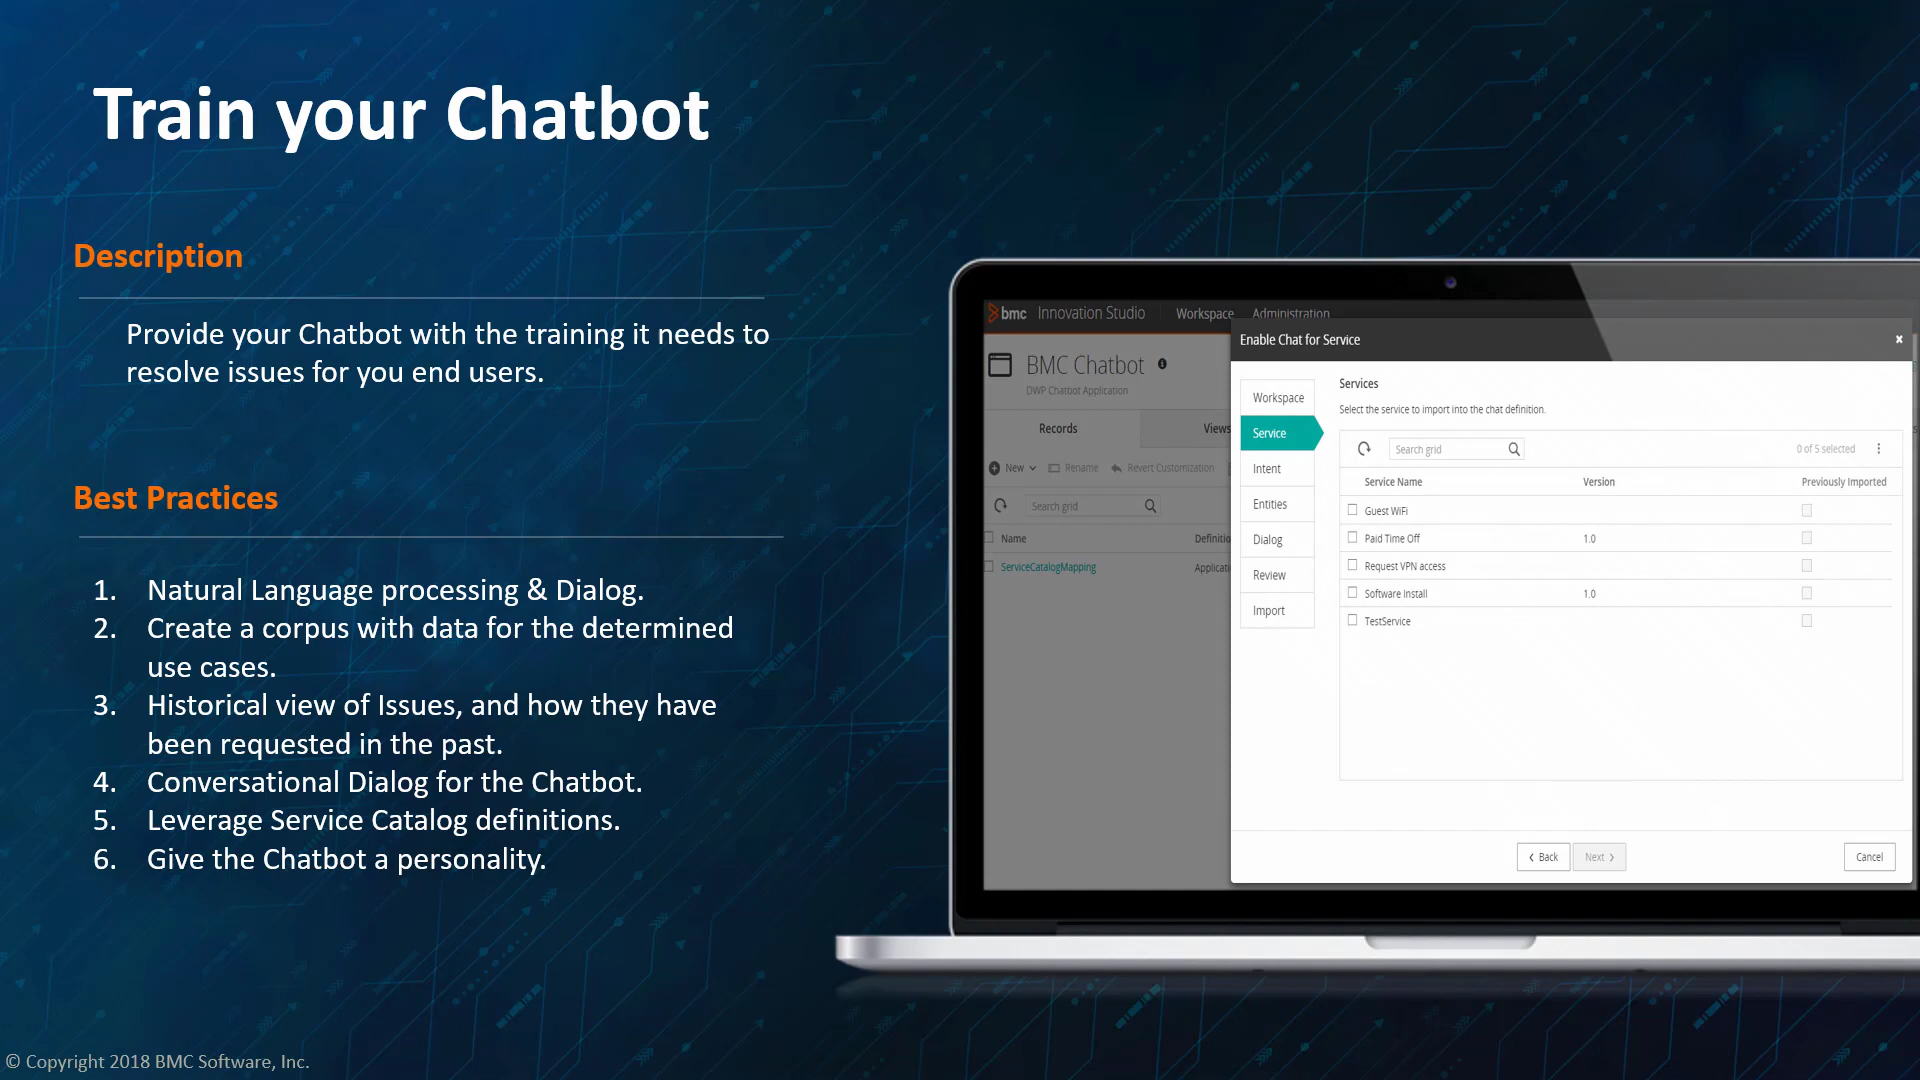 Train your Chatbot
Description
Provide your Chatbot with the training it needs to
resolve issues for you end users.
Best Practices
1. Natural Language processing & Dialog.
2. Create a corpus with data for the determined
use cases.
3. Historical view of Issues, and how they have
been requested in the past.
4. Conversational Dialog for the Chatbot.
5. Leverage Service Catalog definitions.
6. Give the Chatbot a personality.
© Copyright 2018 BMC Software, Inc.
bmc Innovation Studio Workspace Administration
BMC Chatbot
DWP Chatbot Application
Records Views
New Rename Revert Customization
Search grid
Name Definitio
ServiceCatalogMapping Applicati
Enable Chat for Service
Workspace
Service
Intent
Entities
Dialog
Review
Import
Services
Select the service to import into the chat definition.
Search grid 0 of 5 selected
Service Name Version Previously Imported
Guest WiFi
Paid Time Off 1.0
Request VPN access
Software Install 1.0
TestService
Back Next Cancel